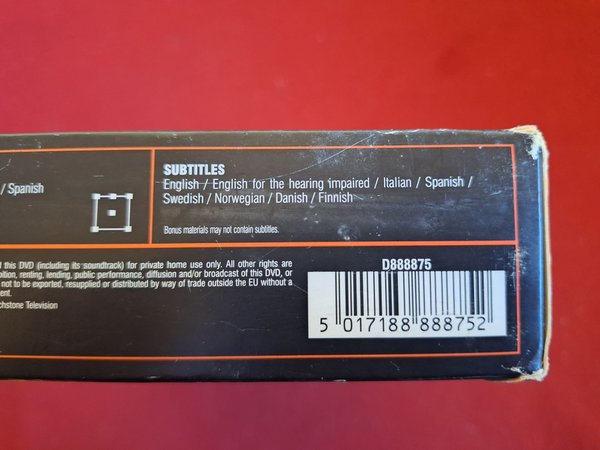 / Spanish
SUBTITLES
English / English for the hearing impaired / Italian / Spanish /
Swedish / Norwegian / Danish / Finnish
Bonus materials may not contain subtitles.
this DVD (including its soundtrack) for private home use only. All other rights are
renting, lending, public performance, diffusion and/or broadcast of this DVD, or
not to be exported, resupplied or distributed by way of trade outside the EU without a
Television
D888875
5 017188 888752